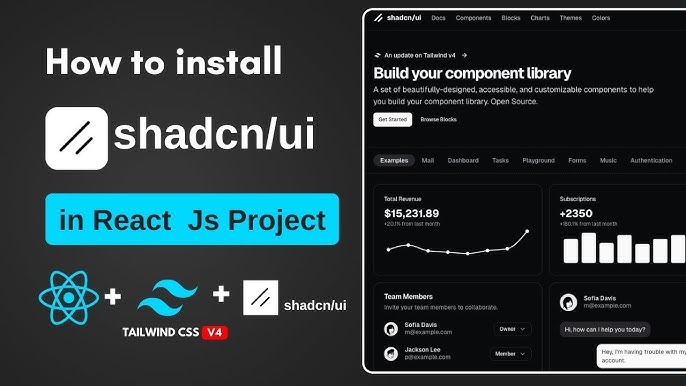 How to install
shadcn/ui
in React Js Project
+
+
shadcn/ui
TAILWIND CSS V4
shadcn/ui Docs Components Blocks Charts Themes Colors
An update on Tailwind v4 →
Build your component library
A set of beautifully-designed, accessible, and customizable components to help
you build your component library. Open Source.
Get Started Browse Blocks
Examples Mail Dashboard Tasks Playground Forms Music Authentication
Total Revenue
$15,231.89
+20.1% from last month
Subscriptions
+2350
+180.1% from last month
Team Members
Invite your team members to collaborate.
Sofia Davis
m@example.com
Owner
Jackson Lee
p@example.com
Member
Sofia Davis
m@example.com
Hi, how can I help you today?
Hey, I'm having trouble with my
account.